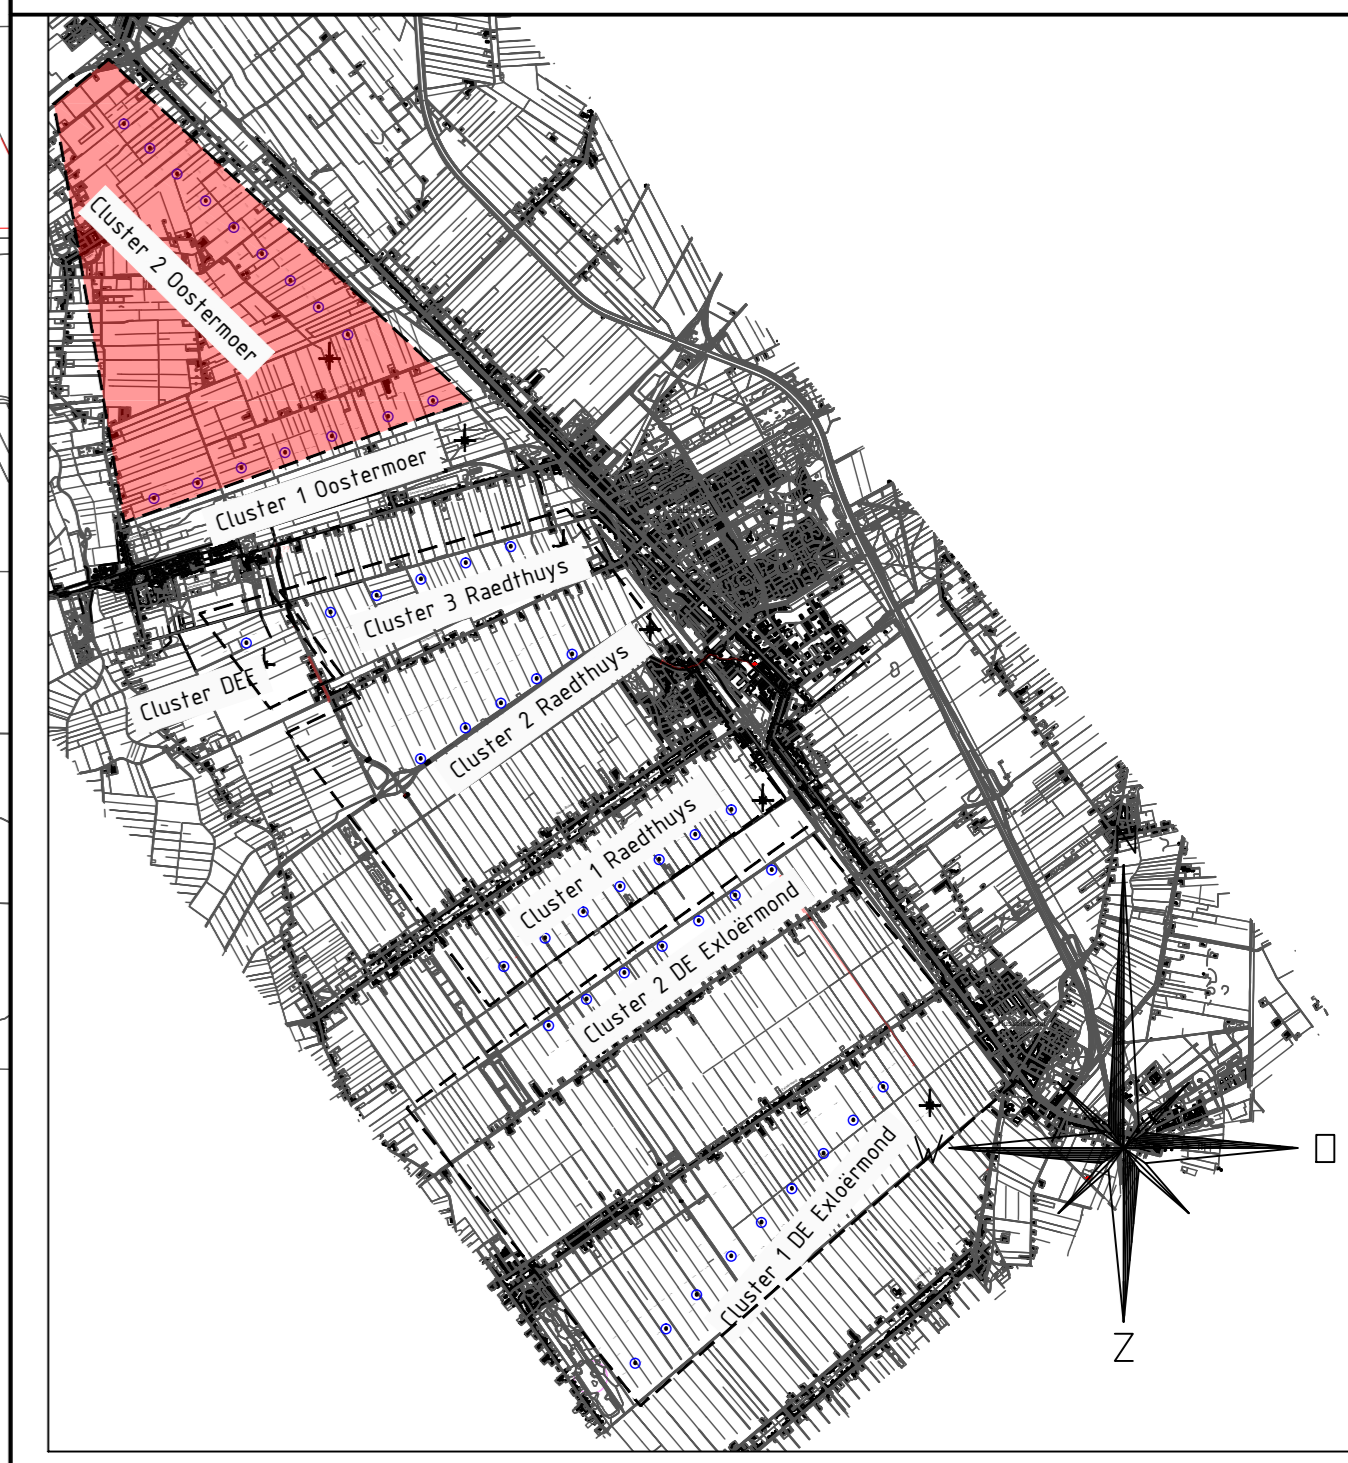 Cluster 2 Oostermoer
Cluster 1 Oostermoer
Cluster 3 Raedthuys
Cluster DEE
Cluster 2 Raedthuys
Cluster 1 Raedthuys
Cluster 2 DE Exloërmond
Cluster 1 DE Exloërmond
W
Z